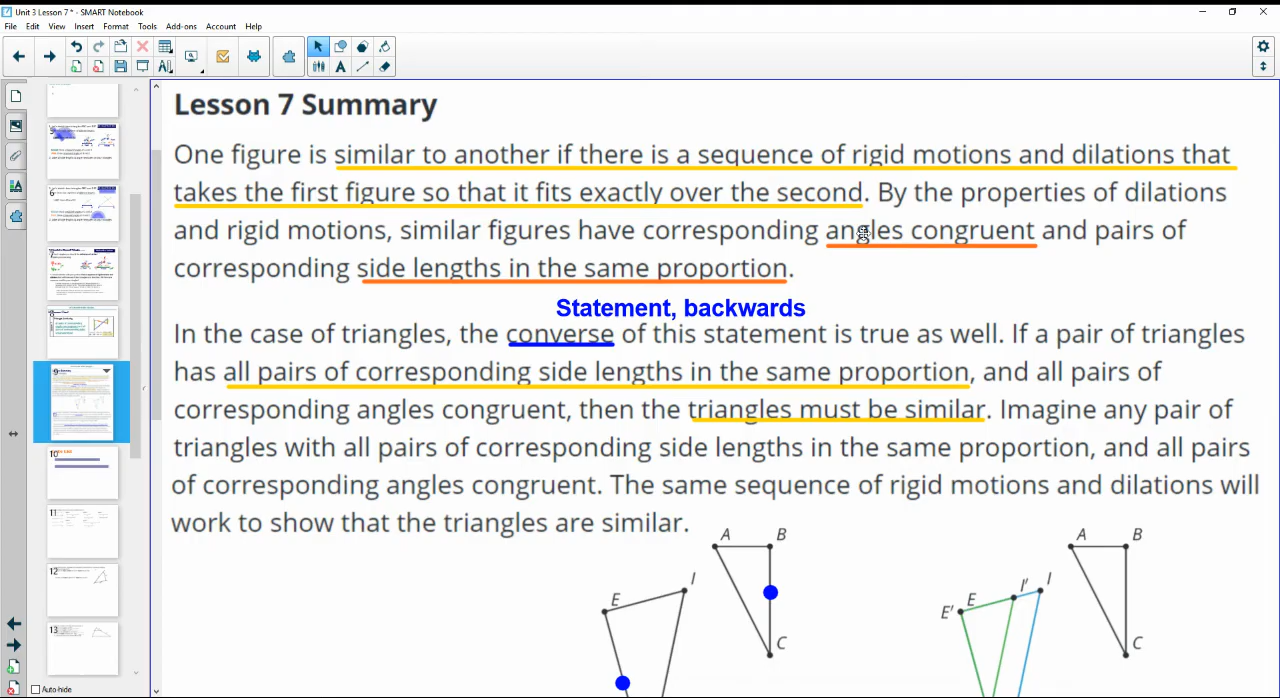 Unit 3 Lesson 7 * - SMART Notebook
File Edit View Insert Format Tools Add-ons Account Help
Lesson 7 Summary
One figure is similar to another if there is a sequence of rigid motions and dilations that
takes the first figure so that it fits exactly over the second. By the properties of dilations
and rigid motions, similar figures have corresponding angles congruent and pairs of
corresponding side lengths in the same proportion.
Statement, backwards
In the case of triangles, the converse of this statement is true as well. If a pair of triangles
has all pairs of corresponding side lengths in the same proportion, and all pairs of
corresponding angles congruent, then the triangles must be similar. Imagine any pair of
triangles with all pairs of corresponding side lengths in the same proportion, and all pairs
of corresponding angles congruent. The same sequence of rigid motions and dilations will
work to show that the triangles are similar.
A B A B
E I E' E I' I
C C
6
7
10
11
12
13
Auto-hide